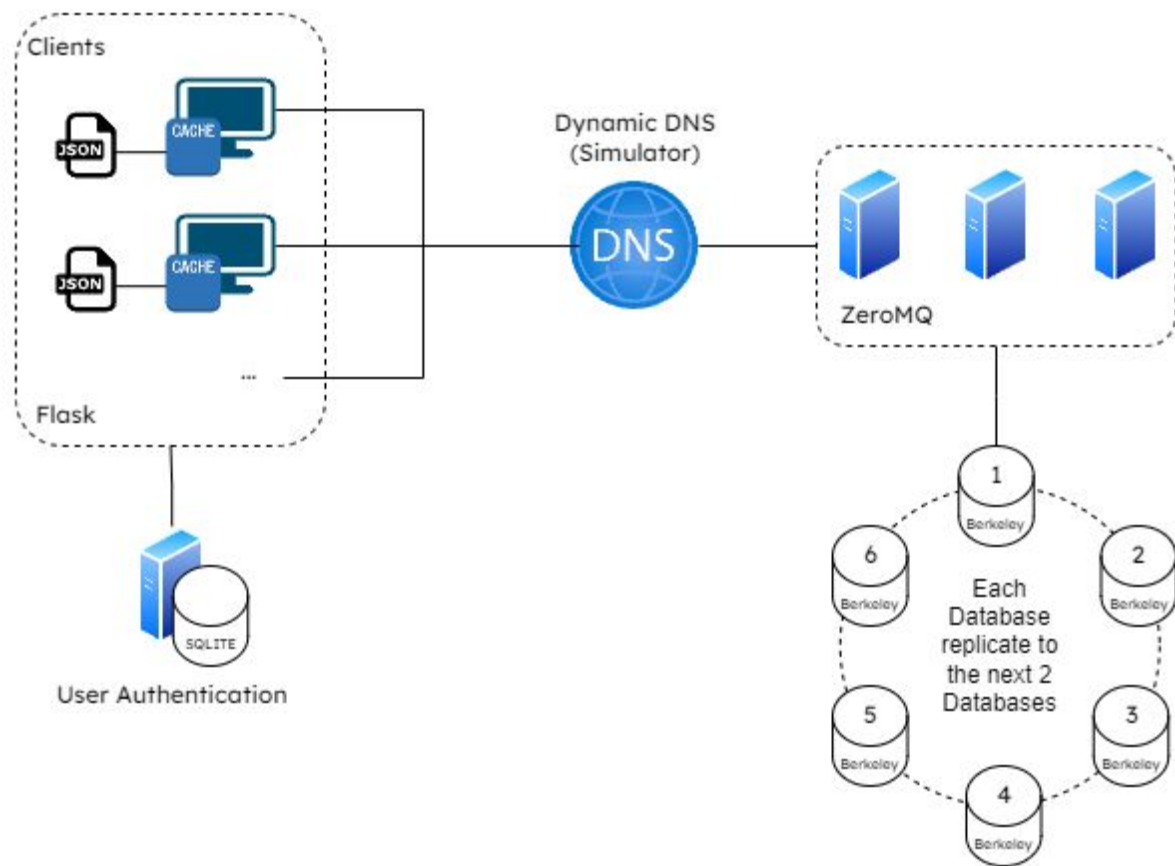 Clients
JSON
CACHE
JSON
CACHE
...
Flask
SQLITE
User Authentication
Dynamic DNS
(Simulator)
DNS
ZeroMQ
1
Berkeley
6
Berkeley
2
Berkeley
Each
Database
replicate to
the next 2
Databases
5
Berkeley
3
Berkeley
4
Berkeley